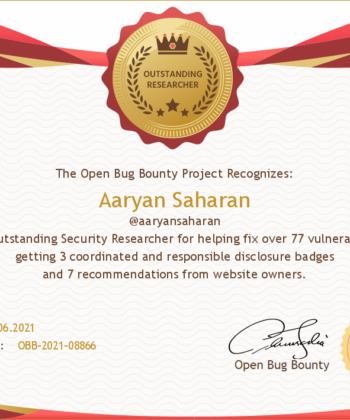 OUTSTANDING
RESEARCHER
The Open Bug Bounty Project Recognizes:
Aaryan Saharan
@aaryansaharan
utstanding Security Researcher for helping fix over 77 vulnera
getting 3 coordinated and responsible disclosure badges
and 7 recommendations from website owners.
06.2021
: OBB-2021-08866
Open Bug Bounty